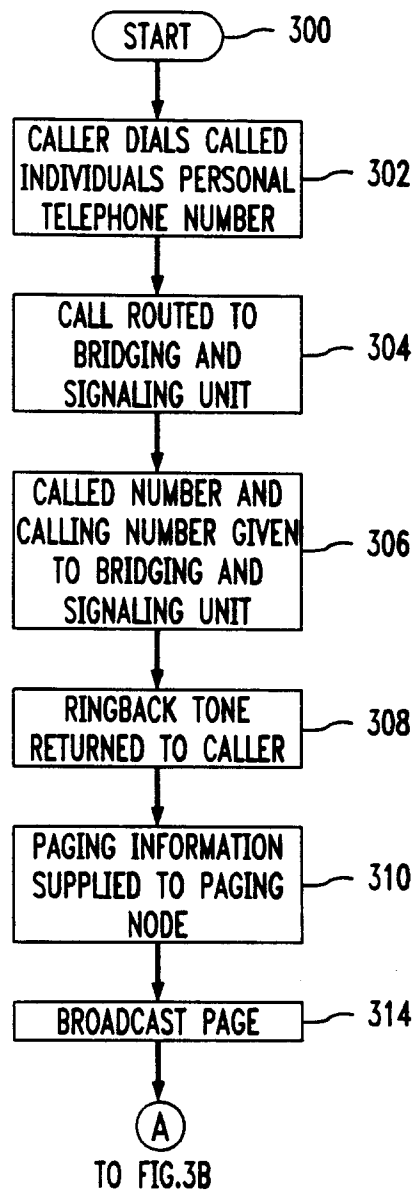 START 300
CALLER DIALS CALLED
INDIVIDUALS PERSONAL
TELEPHONE NUMBER
302
CALL ROUTED TO
BRIDGING AND
SIGNALING UNIT
304
CALLED NUMBER AND
CALLING NUMBER GIVEN
TO BRIDGING AND
SIGNALING UNIT
306
RINGBACK TONE
RETURNED TO CALLER
308
PAGING INFORMATION
SUPPLIED TO PAGING
NODE
310
BROADCAST PAGE 314
A
TO FIG.3B